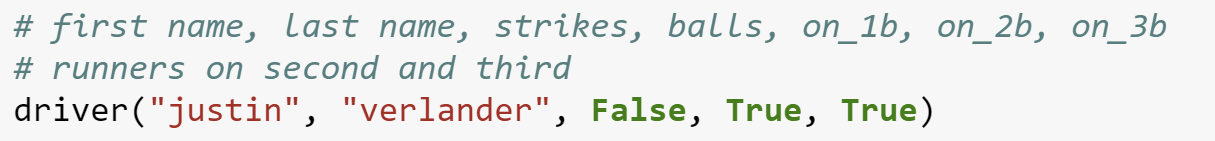 # first name, last name, strikes, balls, on_1b, on_2b, on_3b
# runners on second and third
driver("justin", "verlander", False, True, True)